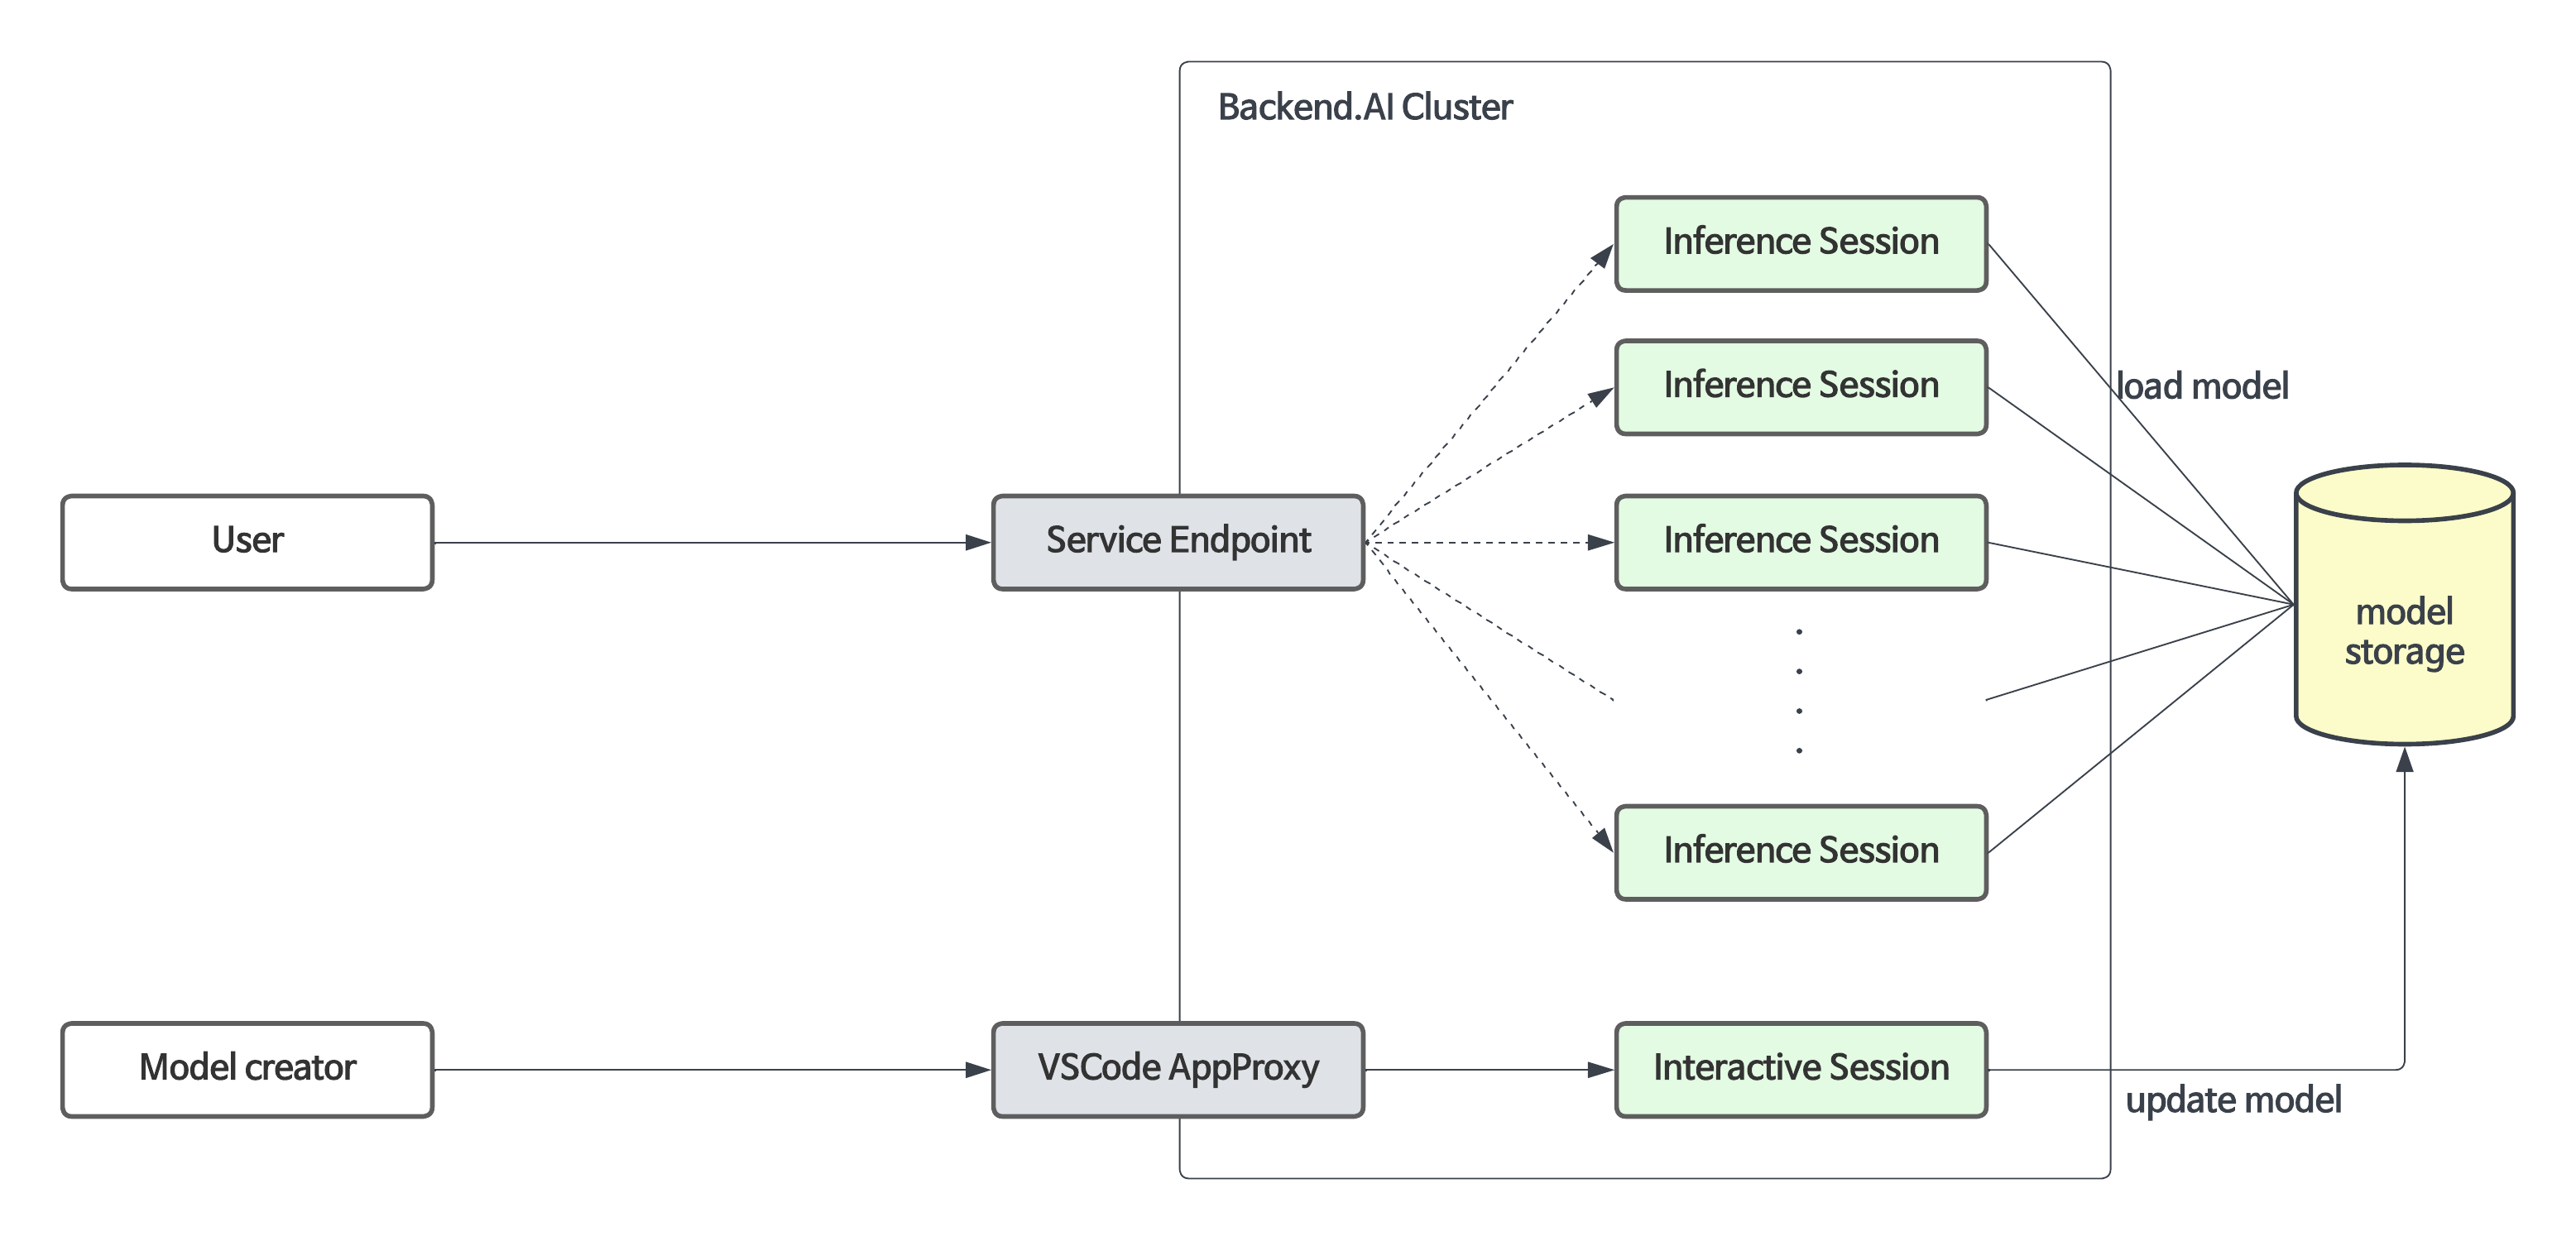 Backend.AI Cluster
Inference Session
Inference Session
load model
User
Service Endpoint
Inference Session
model
storage
Inference Session
Model creator
VSCode AppProxy
Interactive Session
update model